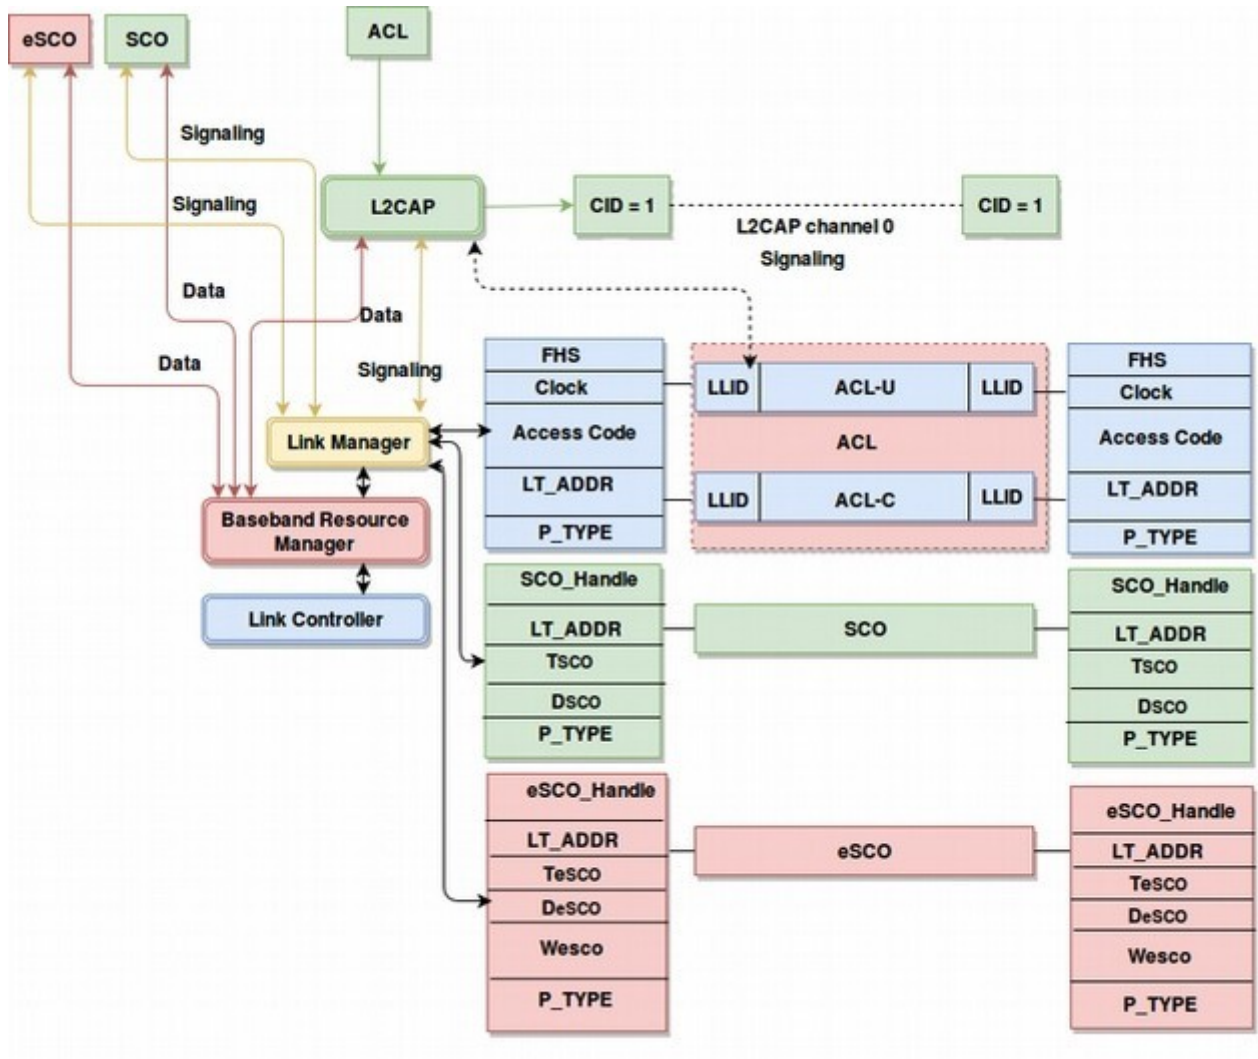 eSCO
SCO
ACL
Signaling
Signaling
L2CAP
CID = 1
CID = 1
L2CAP channel 0
Signaling
Data
Data
Data
Signaling
Link Manager
Baseband Resource
Manager
Link Controller
FHS
Clock
Access Code
LT_ADDR
P_TYPE
LLID
ACL-U
LLID
ACL
LLID
ACL-C
LLID
FHS
Clock
Access Code
LT_ADDR
P_TYPE
SCO_Handle
LT_ADDR
TSCO
DSCO
P_TYPE
SCO
SCO_Handle
LT_ADDR
TSCO
DSCO
P_TYPE
eSCO_Handle
LT_ADDR
TeSCO
DeSCO
Wesco
P_TYPE
eSCO
eSCO_Handle
LT_ADDR
TeSCO
DeSCO
Wesco
P_TYPE